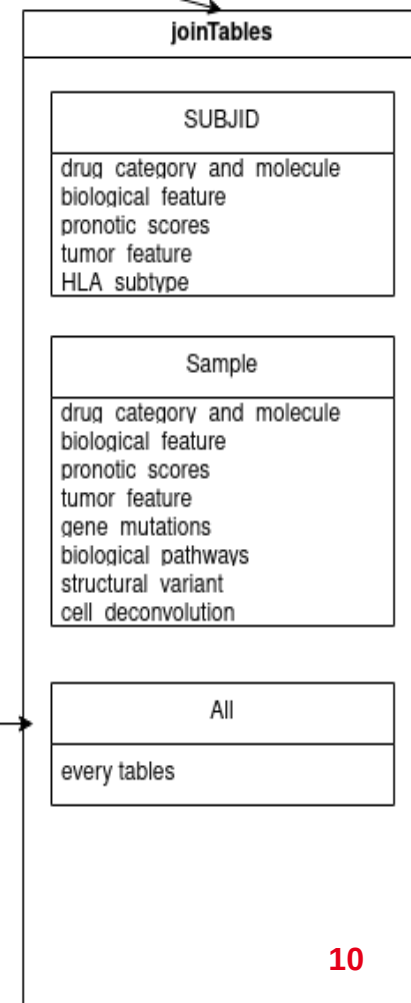 joinTables
SUBJID
drug category and molecule
biological feature
pronotic scores
tumor feature
HLA subtype
Sample
drug category and molecule
biological feature
pronotic scores
tumor feature
gene mutations
biological pathways
structural variant
cell deconvolution
All
every tables
10